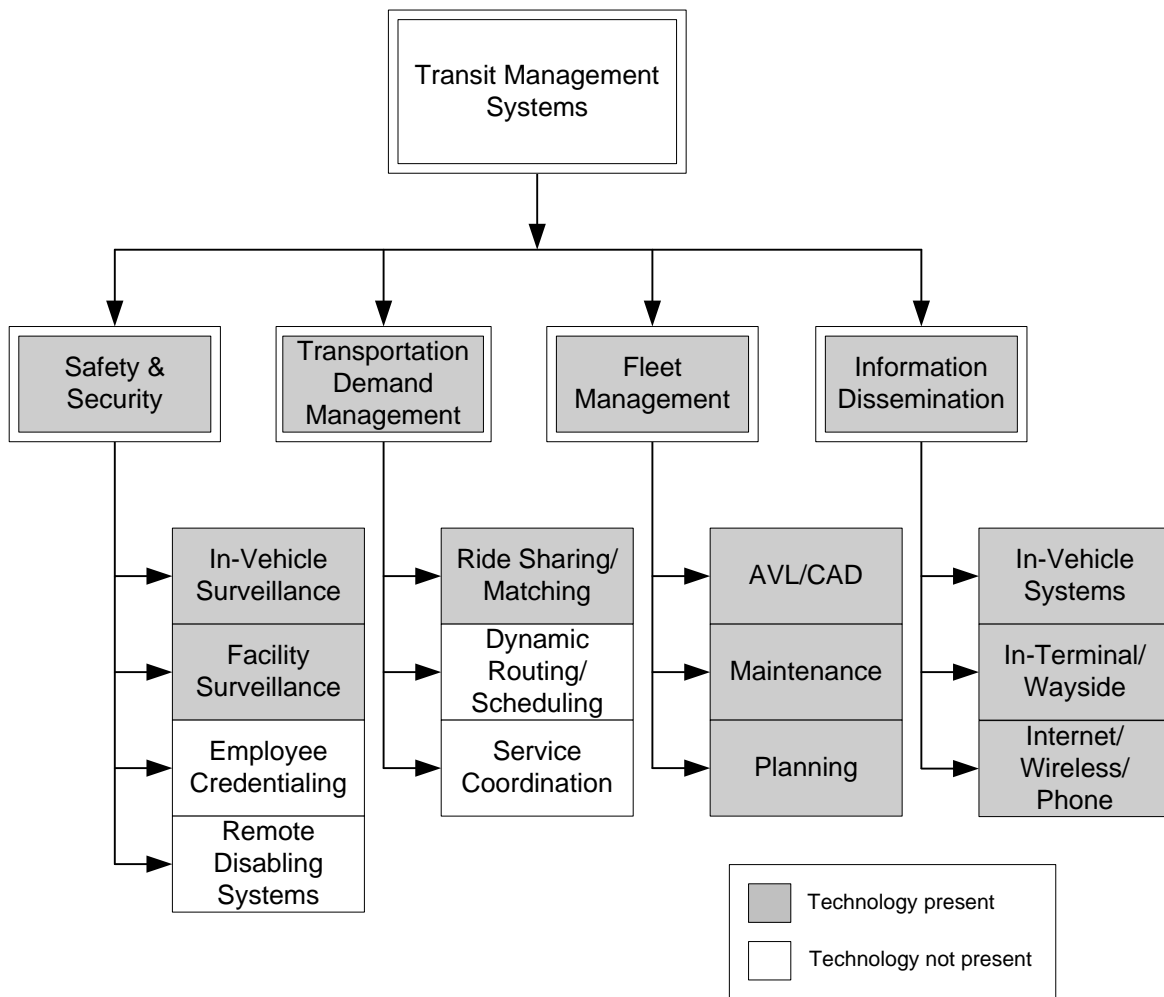 Transit Management
Systems
Safety &
Security
Transportation
Demand
Management
Fleet
Management
Information
Dissemination
In-Vehicle
Surveillance
Facility
Surveillance
Employee
Credentialing
Remote
Disabling
Systems
Ride Sharing/
Matching
Dynamic
Routing/
Scheduling
Service
Coordination
AVL/CAD
Maintenance
Planning
In-Vehicle
Systems
In-Terminal/
Wayside
Internet/
Wireless/
Phone
Technology present
Technology not present